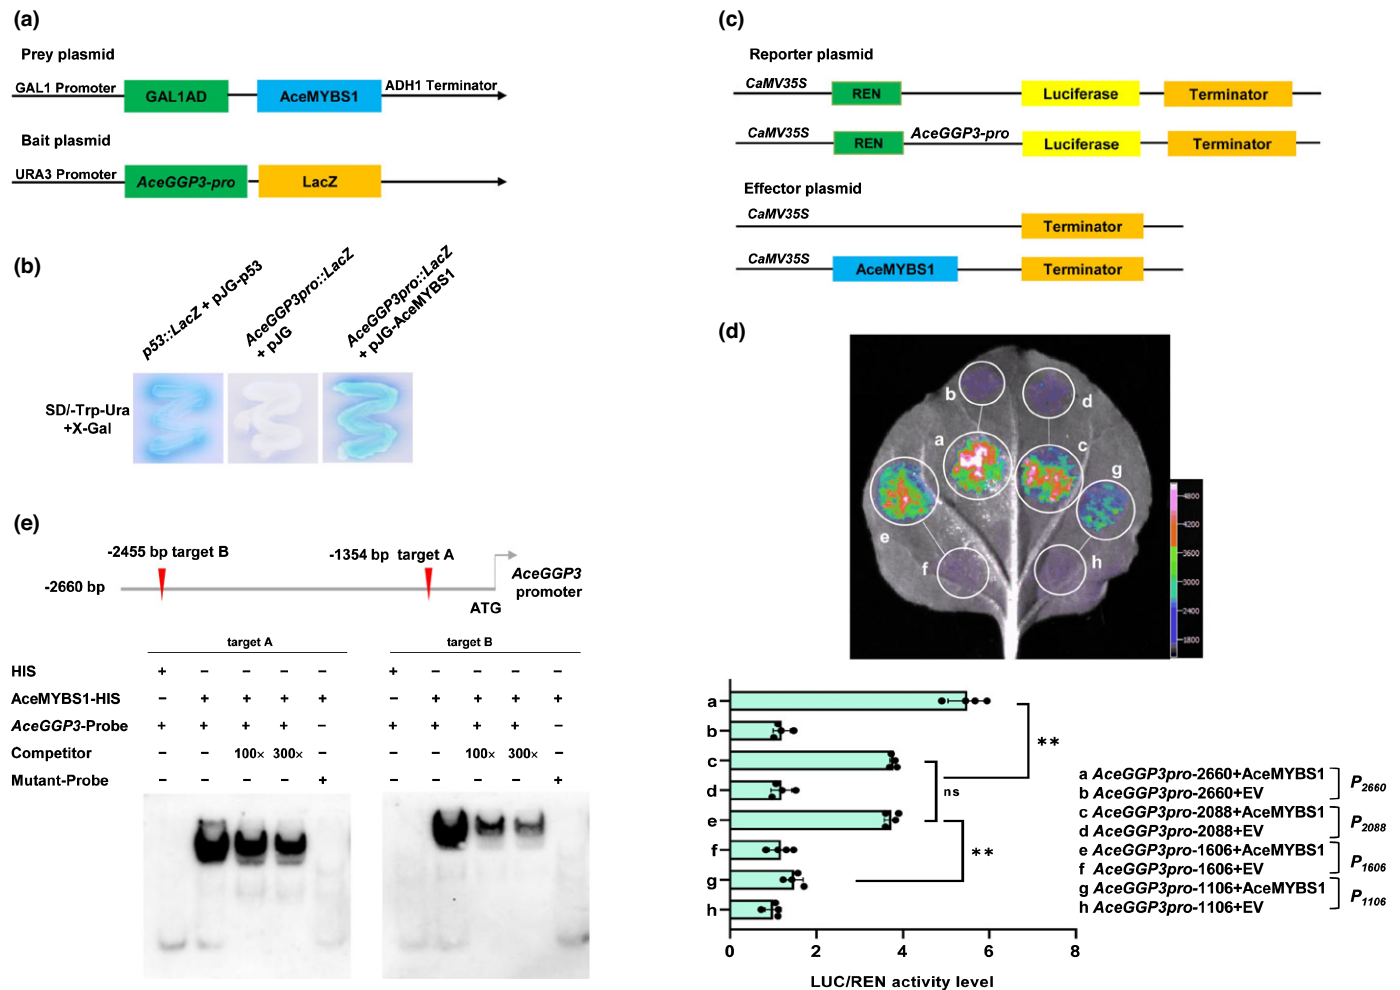 (a)
Prey plasmid
GAL1 Promoter GAL1AD AceMYBS1 ADH1 Terminator
Bait plasmid
URA3 Promoter AceGGP3-pro LacZ
(b)
p53::LacZ + pJG-p53
AceGGP3pro::LacZ
+ pJG
AceGGP3pro::LacZ
+ pJG-AceMYBS1
SD/-Trp-Ura
+X-Gal
(c)
Reporter plasmid
CaMV35S REN Luciferase Terminator
CaMV35S REN AceGGP3-pro Luciferase Terminator
Effector plasmid
CaMV35S Terminator
CaMV35S AceMYBS1 Terminator
(d)
b d
a c
g
e
f h
4800
4200
3600
3000
2400
1800
a
b
c
d
e
f
g
h
**
ns
**
0 2 4 6 8
LUC/REN activity level
a AceGGP3pro-2660+AceMYBS1
b AceGGP3pro-2660+EV
P2660
c AceGGP3pro-2088+AceMYBS1
d AceGGP3pro-2088+EV
P2088
e AceGGP3pro-1606+AceMYBS1
f AceGGP3pro-1606+EV
P1606
g AceGGP3pro-1106+AceMYBS1
h AceGGP3pro-1106+EV
P1106
(e)
-2455 bp target B -1354 bp target A
-2660 bp
AceGGP3
promoter
ATG
target A target B
HIS + − − − − + − − − −
AceMYBS1-HIS − + + + + − + + + +
AceGGP3-Probe + + + + − + + + + −
Competitor − − 100× 300× − − − 100× 300× −
Mutant-Probe − − − − + − − − − +